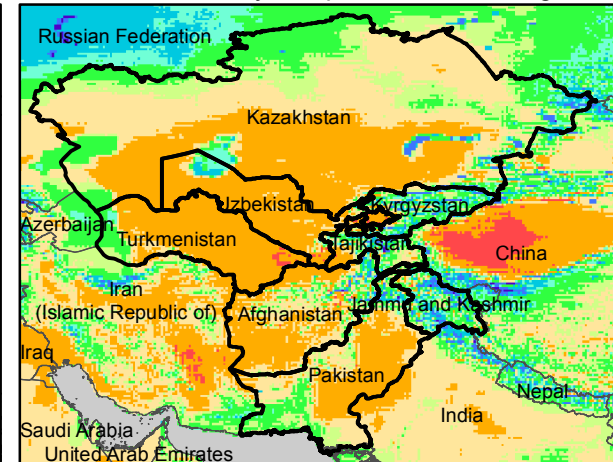 Russian Federation
Kazakhstan
Uzbekistan
Kyrgyzstan
Azerbaijan
Turkmenistan
Tajikistan
China
Iran
(Islamic Republic of)
Afghanistan
Jammu and Kashmir
Iraq
Pakistan
Nepal
India
Saudi Arabia
United Arab Emirates